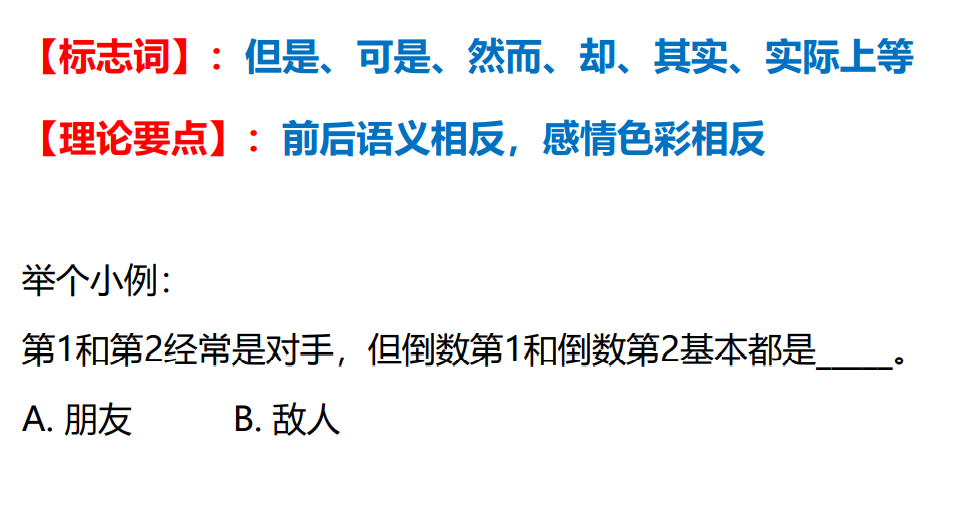 【标志词】：但是、可是、然而、却、其实、实际上等
【理论要点】：前后语义相反，感情色彩相反
举个小例：
第1和第2经常是对手，但倒数第1和倒数第2基本都是_____。
A. 朋友 B. 敌人